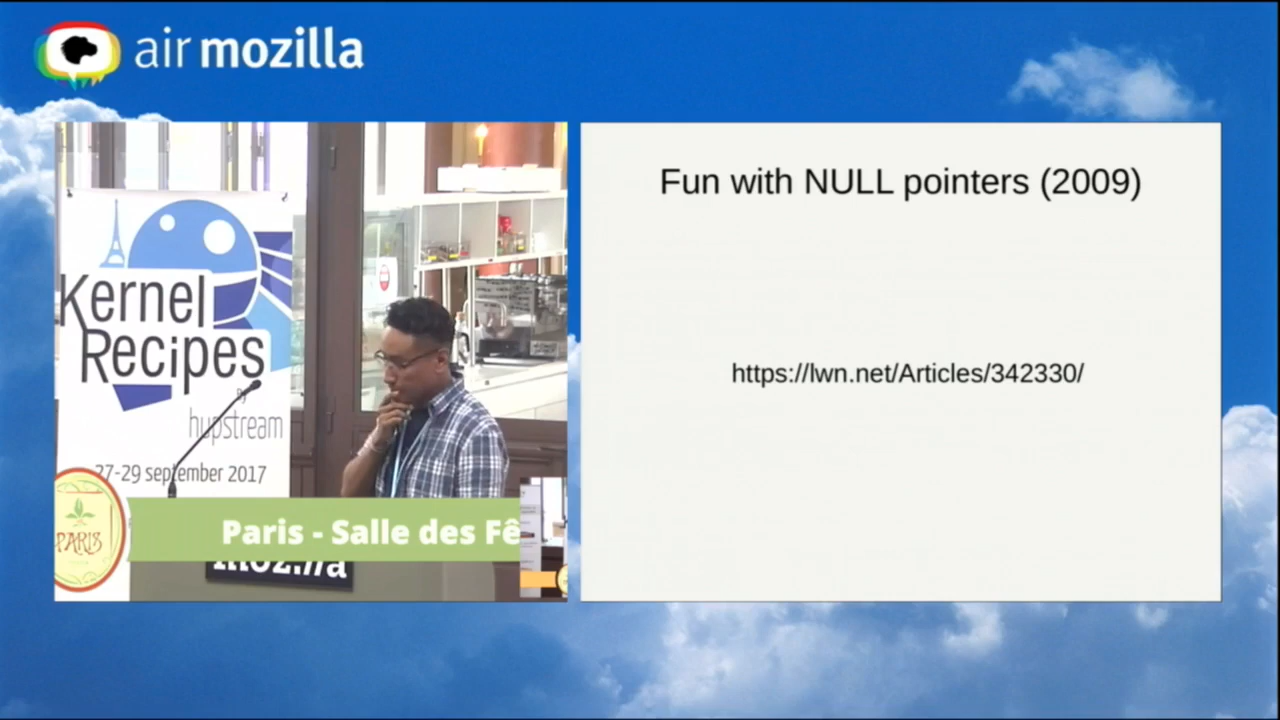 air mozilla
Kernel
Recipes
by
hupstream
27-29 september 2017
PARIS
Paris - Salle des Fê
moz://a
Fun with NULL pointers (2009)
https://lwn.net/Articles/342330/